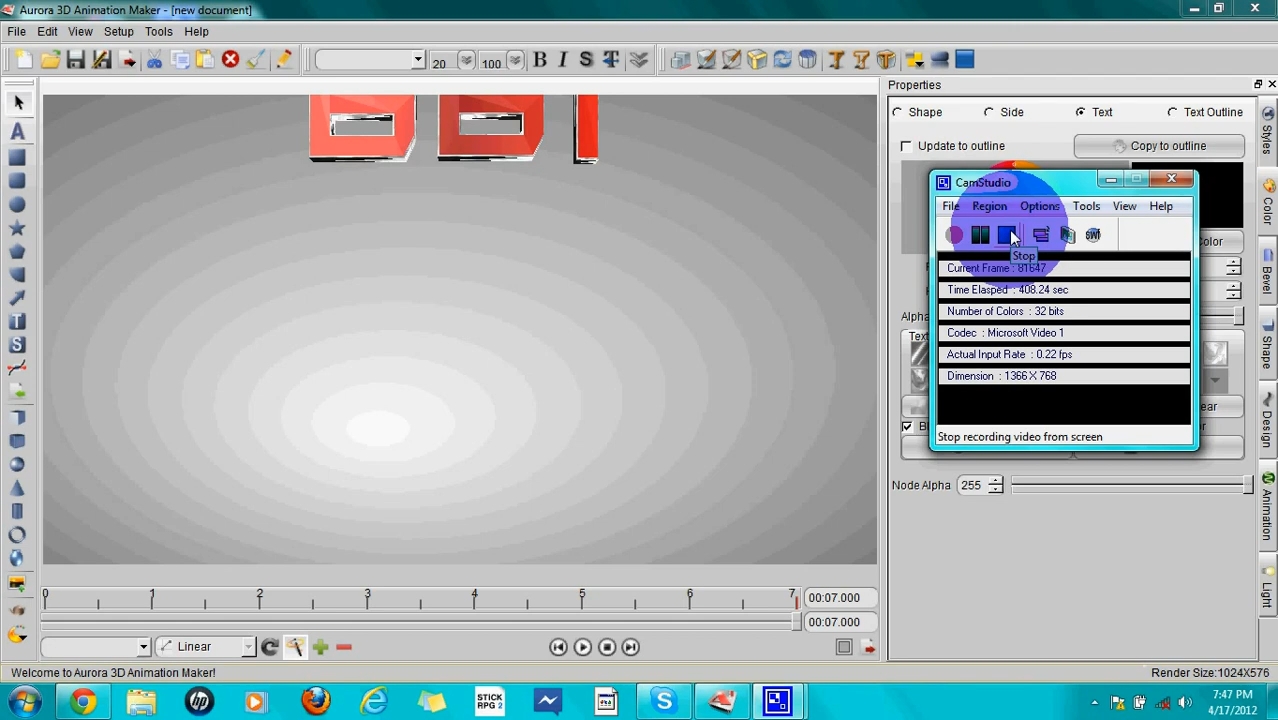 Aurora 3D Animation Maker - [new document]
File Edit View Setup Tools Help
20 100 B I S T
Properties
Shape Side Text Text Outline
Update to outline Copy to outline
CamStudio
File Region Options Tools View Help
SWF
Stop
Current Frame : 81647
Time Elasped : 408.24 sec
Number of Colors : 32 bits
Codec : Microsoft Video 1
Actual Input Rate : 0.22 fps
Dimension : 1366 X 768
Stop recording video from screen
Node Alpha 255
Styles
Color
Bevel
Shape
Design
Animation
Light
0 1 2 3 4 5 6 7 00:07.000
00:07.000
Linear
Welcome to Aurora 3D Animation Maker! Render Size:1024X576
hp
STICK
RPG 2
7:47 PM
4/17/2012